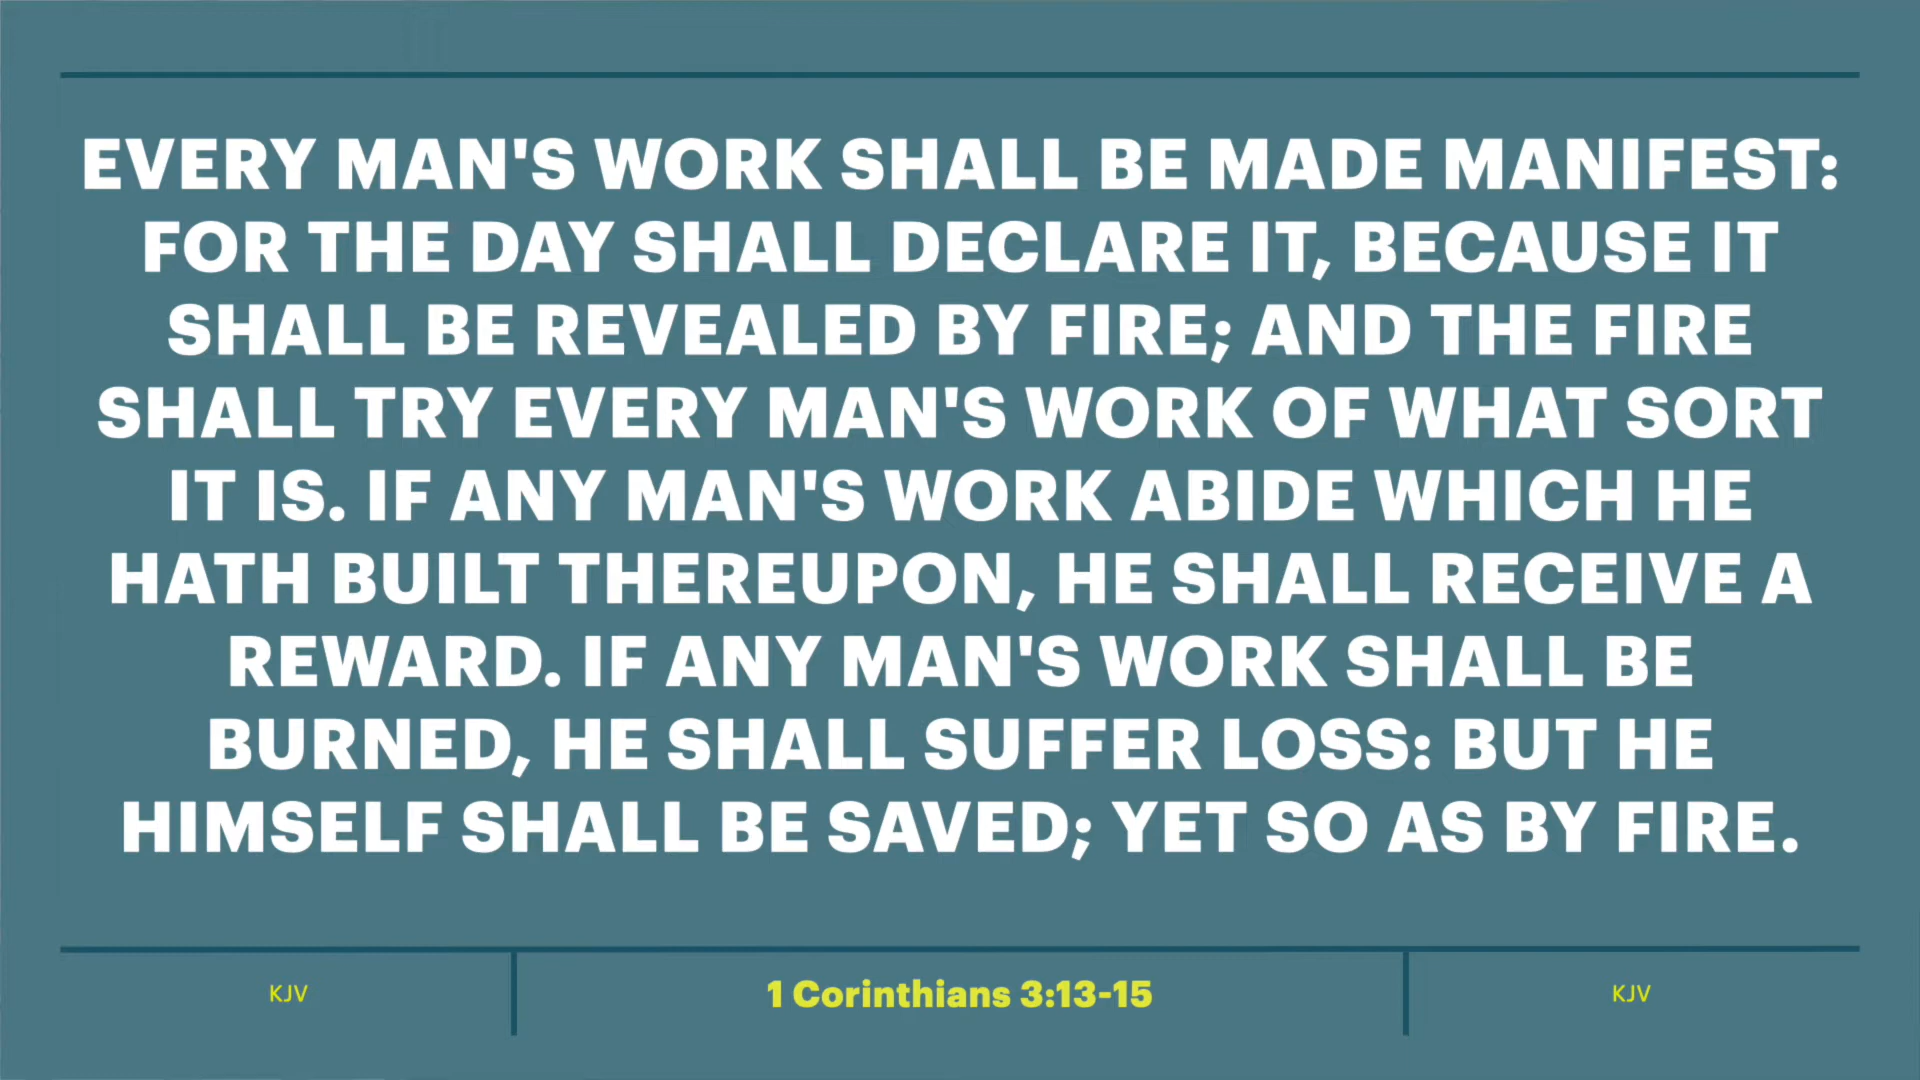 EVERY MAN'S WORK SHALL BE MADE MANIFEST:
FOR THE DAY SHALL DECLARE IT, BECAUSE IT
SHALL BE REVEALED BY FIRE; AND THE FIRE
SHALL TRY EVERY MAN'S WORK OF WHAT SORT
IT IS. IF ANY MAN'S WORK ABIDE WHICH HE
HATH BUILT THEREUPON, HE SHALL RECEIVE A
REWARD. IF ANY MAN'S WORK SHALL BE
BURNED, HE SHALL SUFFER LOSS: BUT HE
HIMSELF SHALL BE SAVED; YET SO AS BY FIRE.
KJV
1 Corinthians 3:13-15
KJV